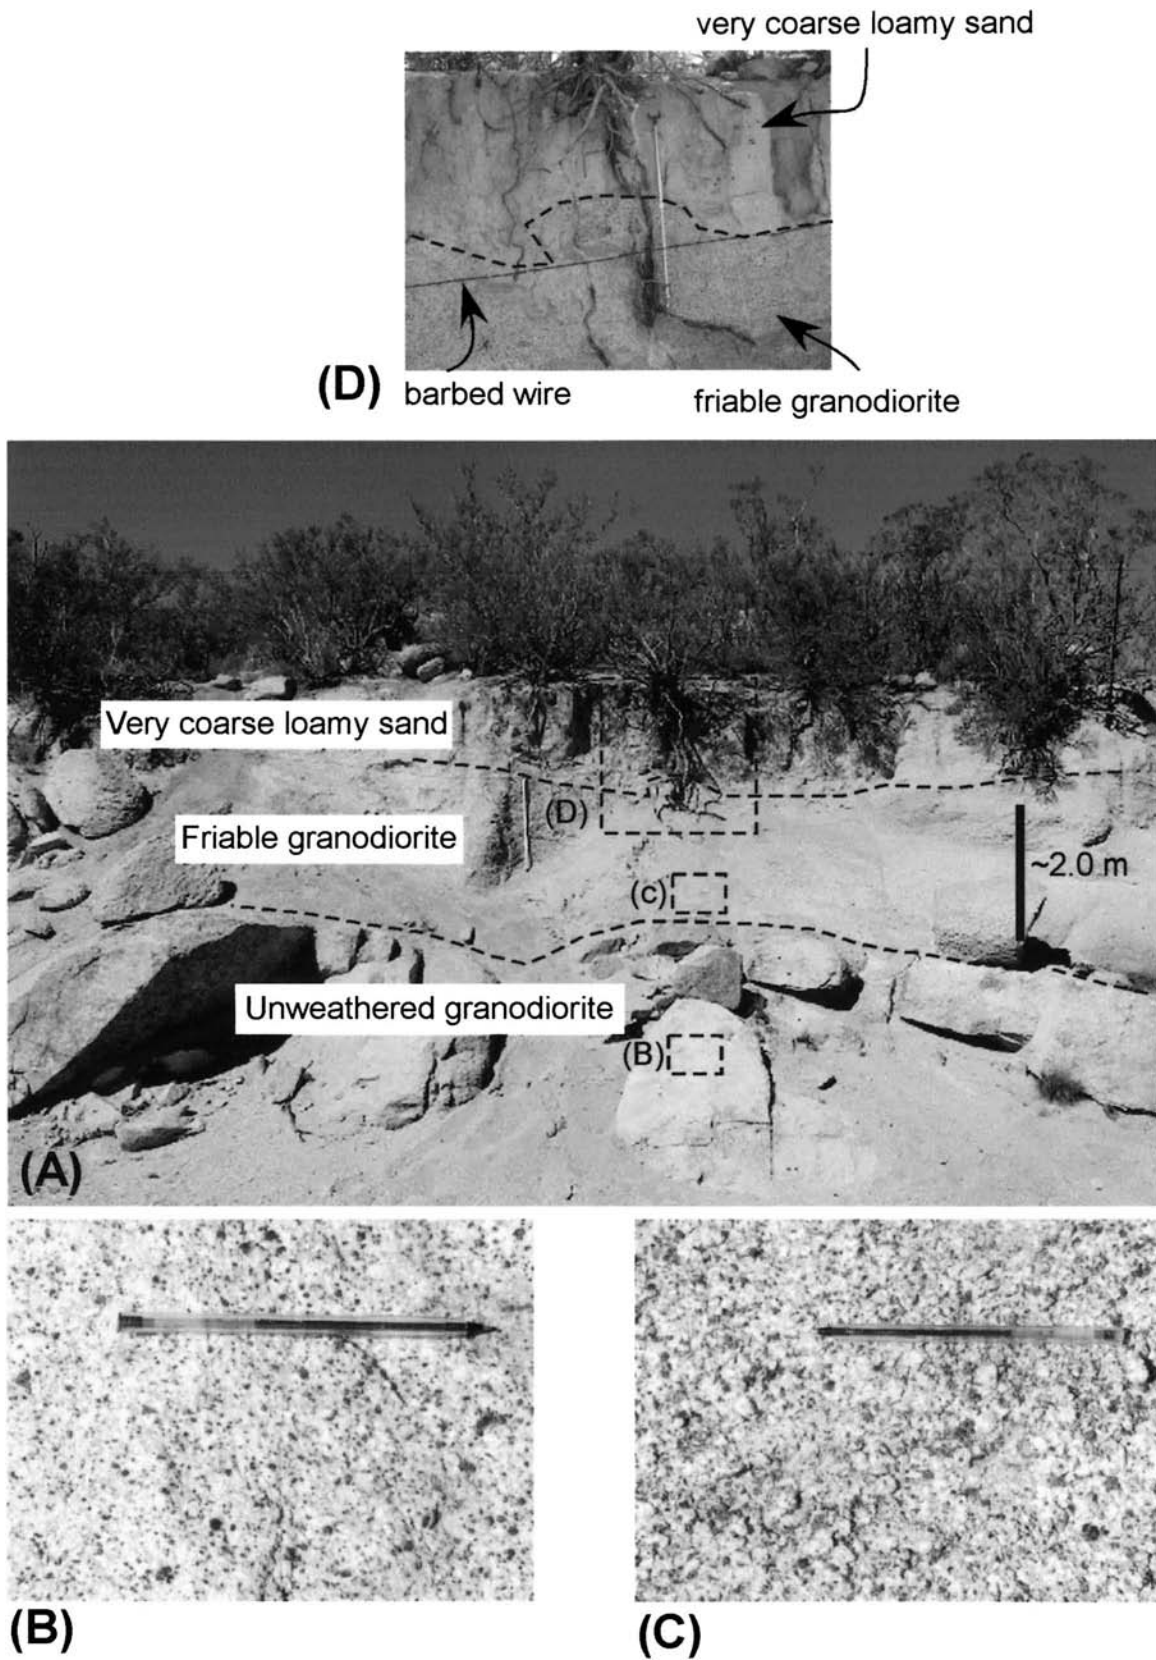 very coarse loamy sand
(D)
barbed wire
friable granodiorite
Very coarse loamy sand
(D)
Friable granodiorite
~2.0 m
(c)
Unweathered granodiorite
(B)
(A)
(B)
(C)